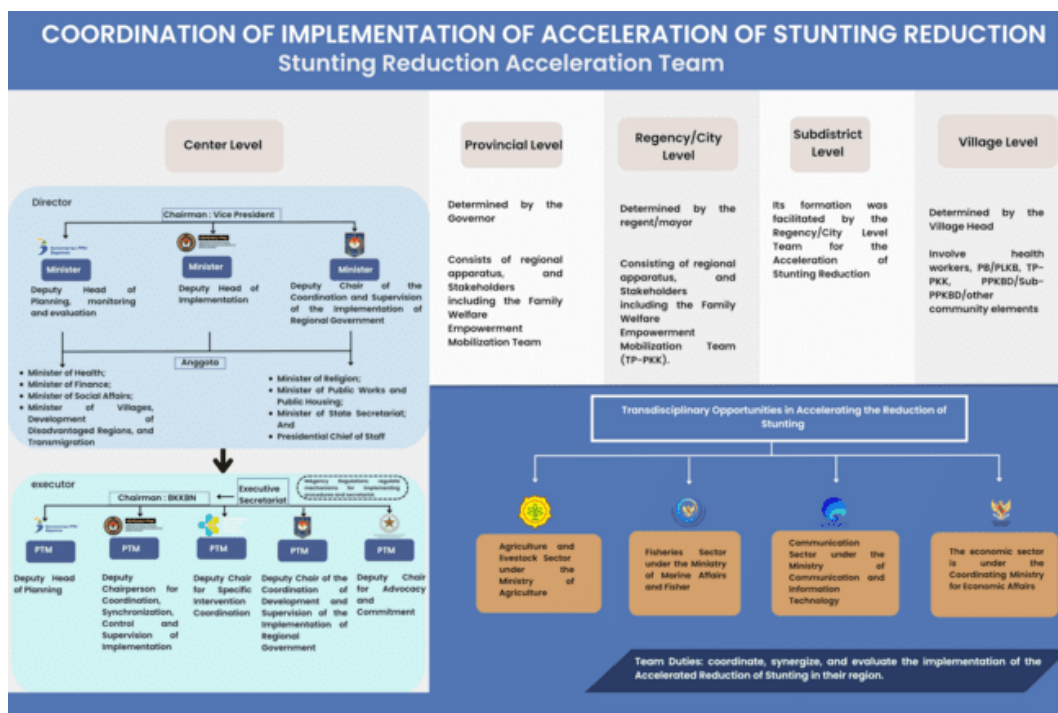 COORDINATION OF IMPLEMENTATION OF ACCELERATION OF STUNTING REDUCTION
Stunting Reduction Acceleration Team
Center Level
Director
Chairman : Vice President
Minister
Deputy Head of
Planning, monitoring
and evaluation
Minister
Deputy Head of
Implementation
Minister
Deputy Chair of the
Coordination and Supervision
of the Implementation of
Regional Government
Anggota
• Minister of Health;
• Minister of Finance;
• Minister of Social Affairs;
• Minister of Villages,
Development of
Disadvantaged Regions, and
Transmigration
• Minister of Religion;
• Minister of Public Works and
Public Housing;
• Minister of State Secretariat;
And
• Presidential Chief of Staff
executor
Chairman : BKKBN
Executive
Secretariat
Regulations regulate
mechanisms for implementing
procedures and secretariat
PTM
Deputy Head
of Planning
PTM
Deputy
Chairperson for
Coordination,
Synchronization,
Control and
Supervision of
Implementation
PTM
Deputy Chair
for Specific
Intervention
Coordination
PTM
Deputy Chair of the
Coordination of
Development and
Supervision of the
Implementation of
Regional
Government
PTM
Deputy Chair
for Advocacy
and
Commitment
Provincial Level
Determined by the
Governor
Consists of regional
apparatus, and
Stakeholders
including the Family
Welfare
Empowerment
Mobilization Team
Regency/City
Level
Determined by the
regent/mayor
Consisting of regional
apparatus, and
Stakeholders
including the Family
Welfare
Empowerment
Mobilization Team
(TP-PKK).
Subdistrict
Level
Its formation was
facilitated by the
Regency/City Level
Team for the
Acceleration of
Stunting Reduction
Village Level
Determined by the
Village Head
Involve health
workers, PB/PLKB, TP-
PKK, PPKBD/Sub-
PPKBD/other
community elements
Transdisciplinary Opportunities in Accelerating the Reduction of
Stunting
Agriculture and
livestock Sector
under the
Ministry of
Agriculture
Fisheries Sector
under the Ministry
of Marine Affairs
and Fisher
Communication
Sector under the
Ministry of
Communication and
Information
Technology
The economic sector
is under the
Coordinating Ministry
for Economic Affairs
Team Duties: coordinate, synergize, and evaluate the implementation of the
Accelerated Reduction of Stunting in their region.